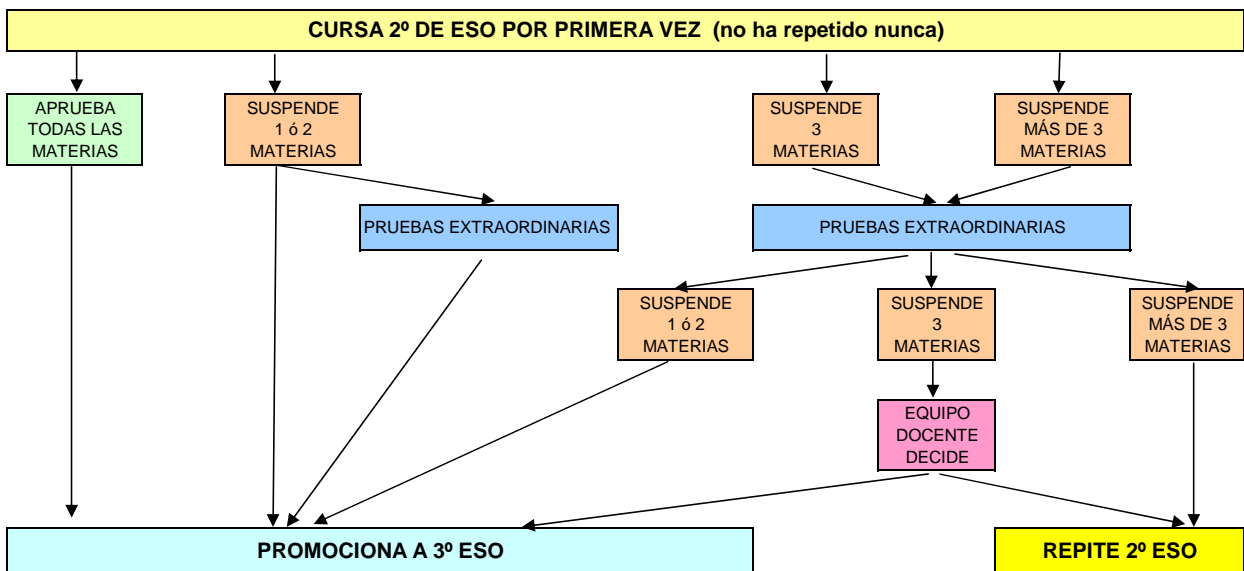 CURSA 2º DE ESO POR PRIMERA VEZ (no ha repetido nunca)
APRUEBA
TODAS LAS
MATERIAS
SUSPENDE
1 ó 2
MATERIAS
SUSPENDE
3
MATERIAS
SUSPENDE
MÁS DE 3
MATERIAS
PRUEBAS EXTRAORDINARIAS
PRUEBAS EXTRAORDINARIAS
SUSPENDE
1 ó 2
MATERIAS
SUSPENDE
3
MATERIAS
SUSPENDE
MÁS DE 3
MATERIAS
EQUIPO
DOCENTE
DECIDE
PROMOCIONA A 3º ESO
REPITE 2º ESO